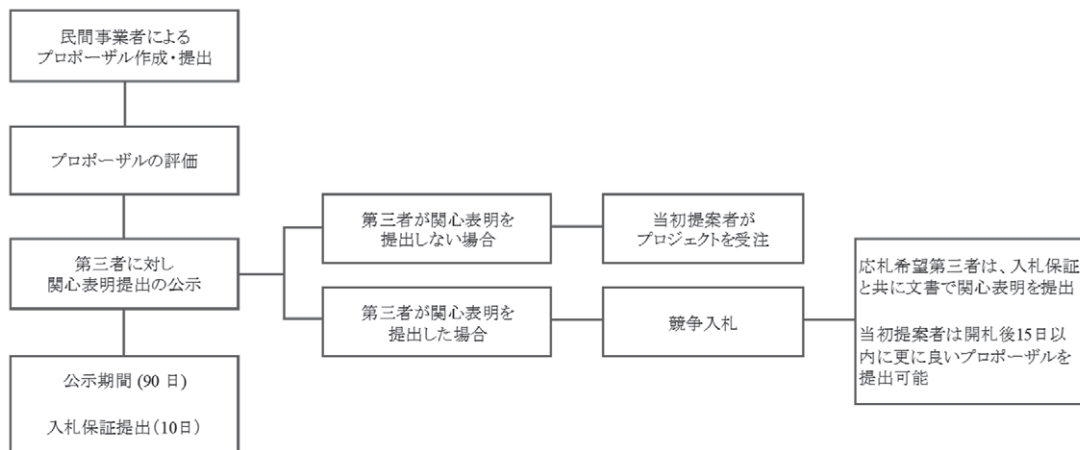 民間事業者による
プロポーザル作成・提出
プロポーザルの評価
第三者に対し
関心表明提出の公示
公示期間 (90 日)
入札保証提出(10日)
第三者が関心表明を
提出しない場合
当初提案者が
プロジェクトを受注
第三者が関心表明を
提出した場合
競争入札
応札希望第三者は、入札保証
と共に文書で関心表明を提出
当初提案者は開札後15日以
内に更に良いプロポーザルを
提出可能